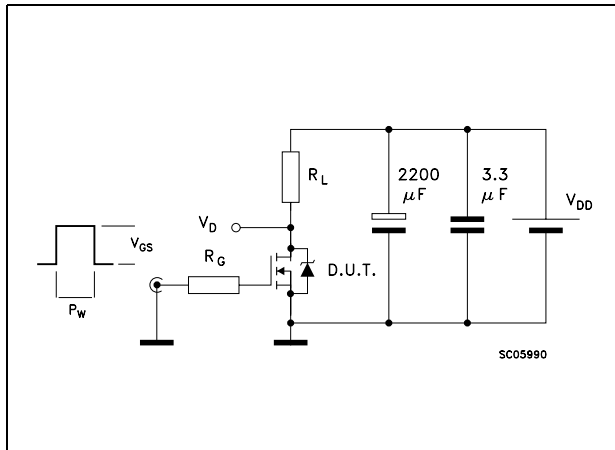 R_L
2200
μF
3.3
μF
V_DD
V_D
V_GS
R_G
D.U.T.
P_W
SC05990